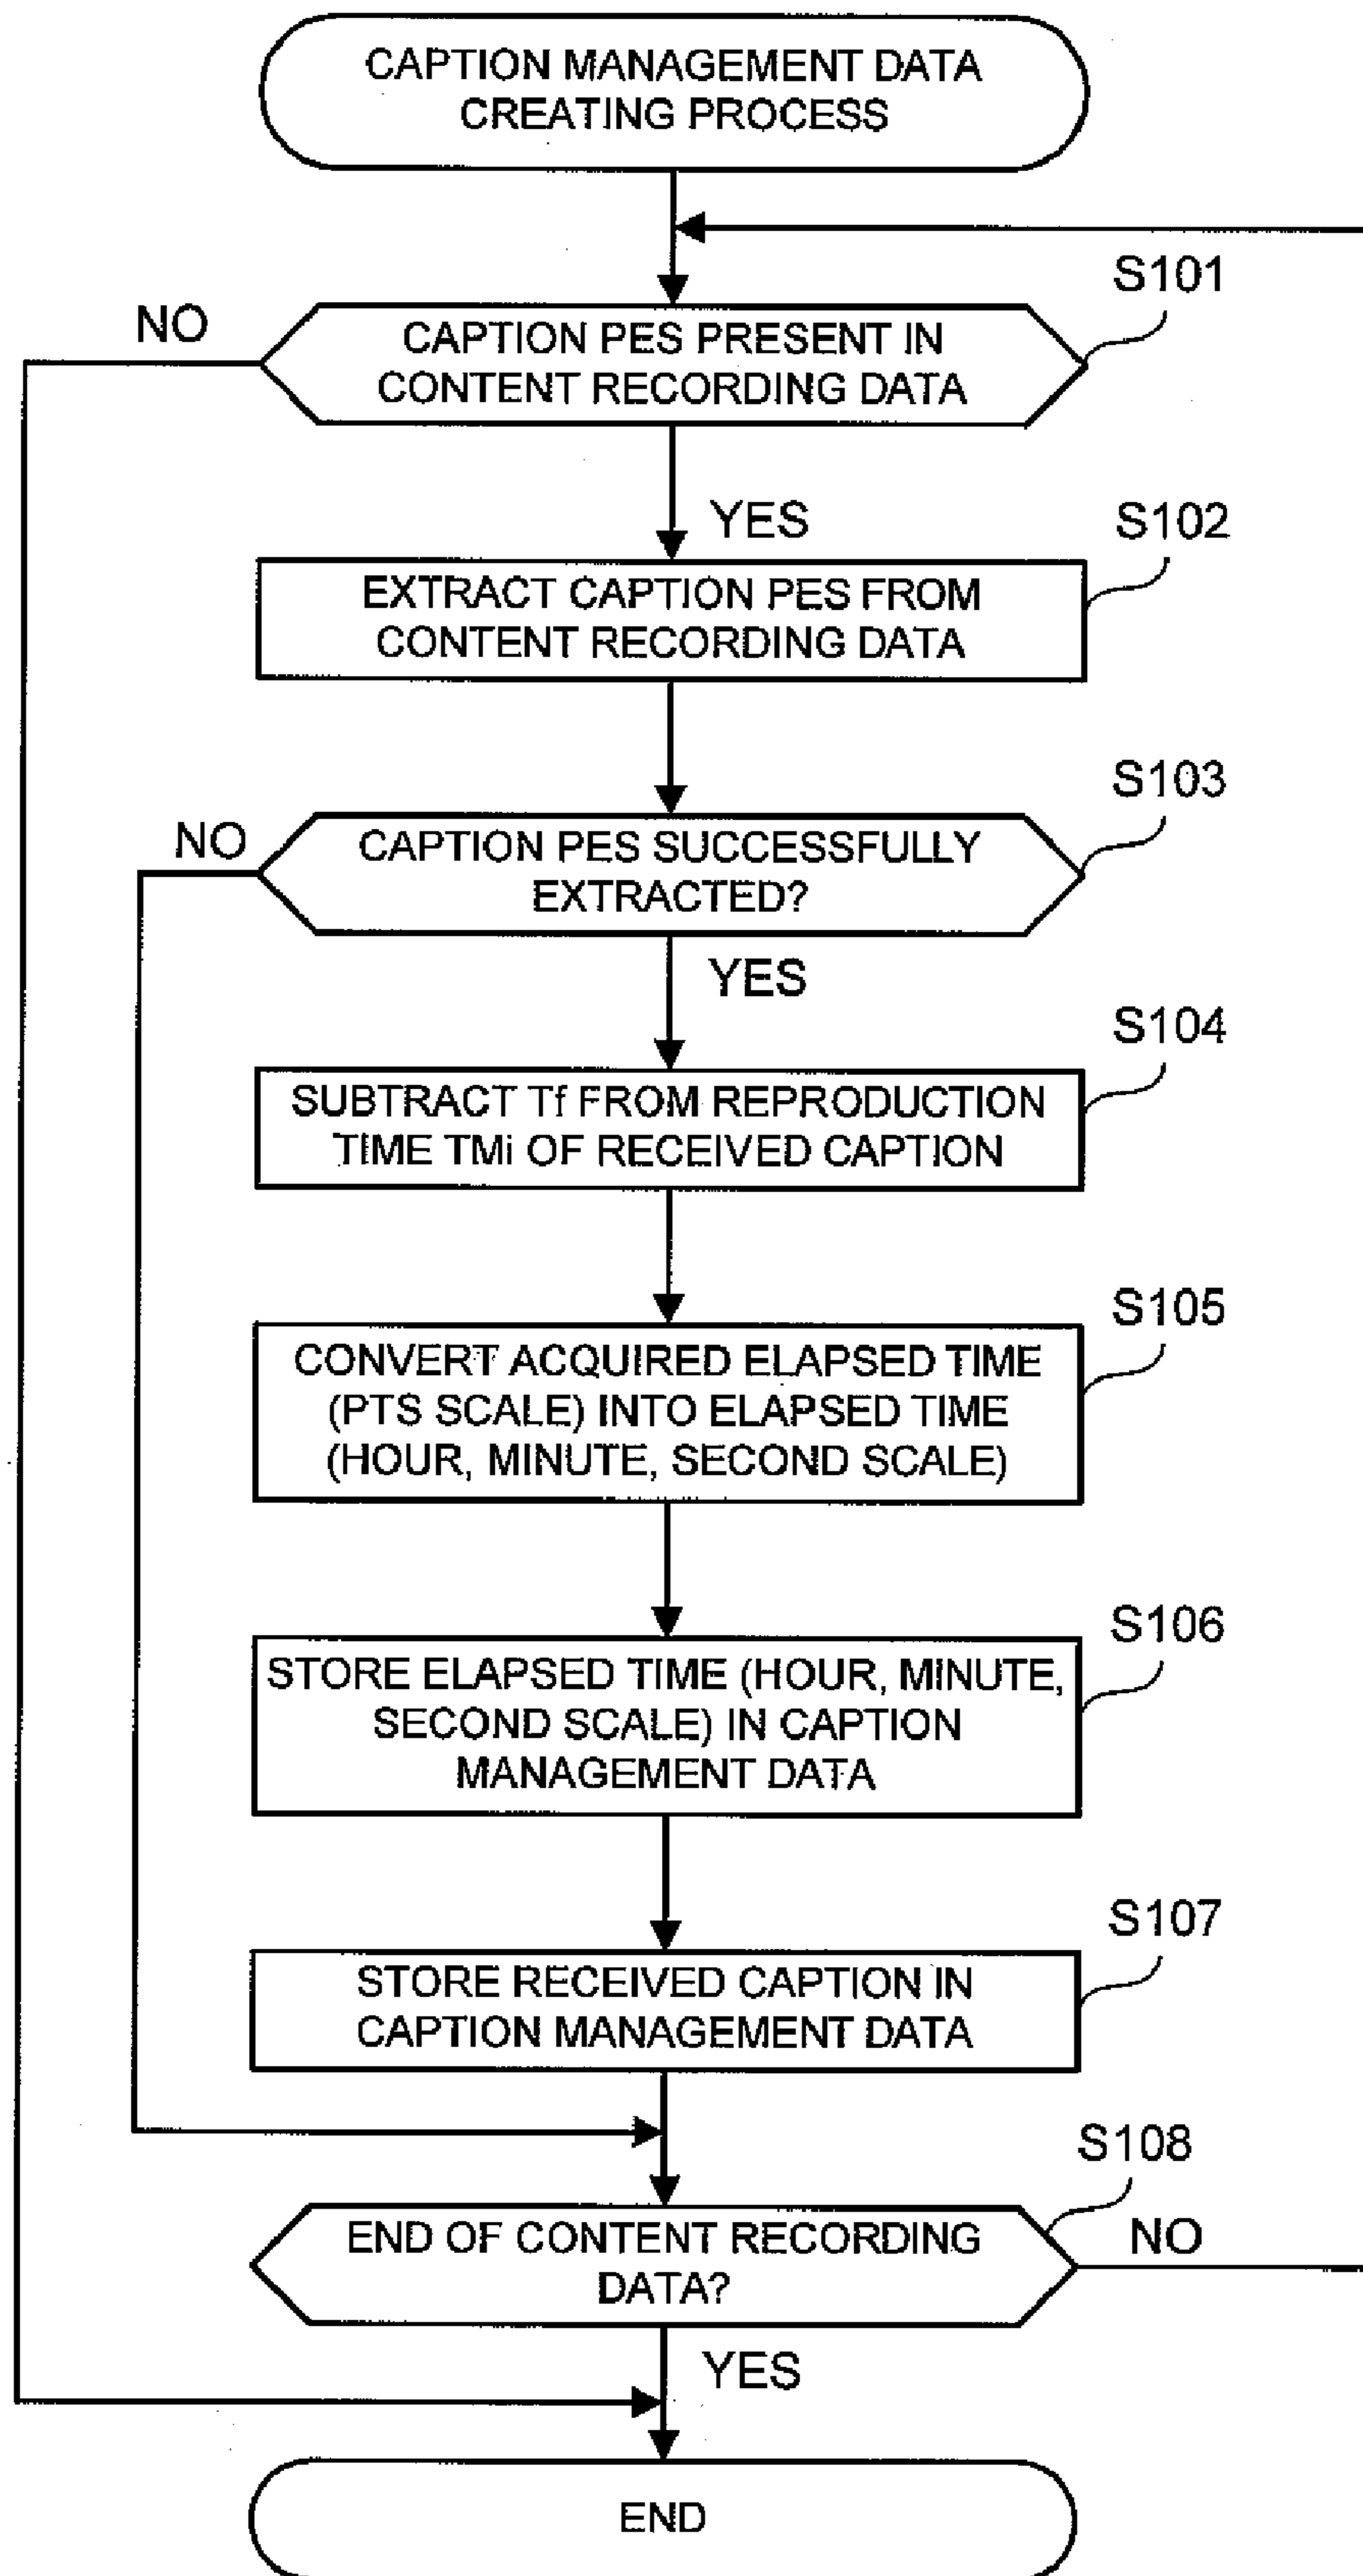 CAPTION MANAGEMENT DATA
CREATING PROCESS
S101
NO
CAPTION PES PRESENT IN
CONTENT RECORDING DATA
YES
S102
EXTRACT CAPTION PES FROM
CONTENT RECORDING DATA
S103
NO
CAPTION PES SUCCESSFULLY
EXTRACTED?
YES
S104
SUBTRACT Tf FROM REPRODUCTION
TIME TMi OF RECEIVED CAPTION
S105
CONVERT ACQUIRED ELAPSED TIME
(PTS SCALE) INTO ELAPSED TIME
(HOUR, MINUTE, SECOND SCALE)
S106
STORE ELAPSED TIME (HOUR, MINUTE,
SECOND SCALE) IN CAPTION
MANAGEMENT DATA
S107
STORE RECEIVED CAPTION IN
CAPTION MANAGEMENT DATA
S108
END OF CONTENT RECORDING
DATA?
NO
YES
END